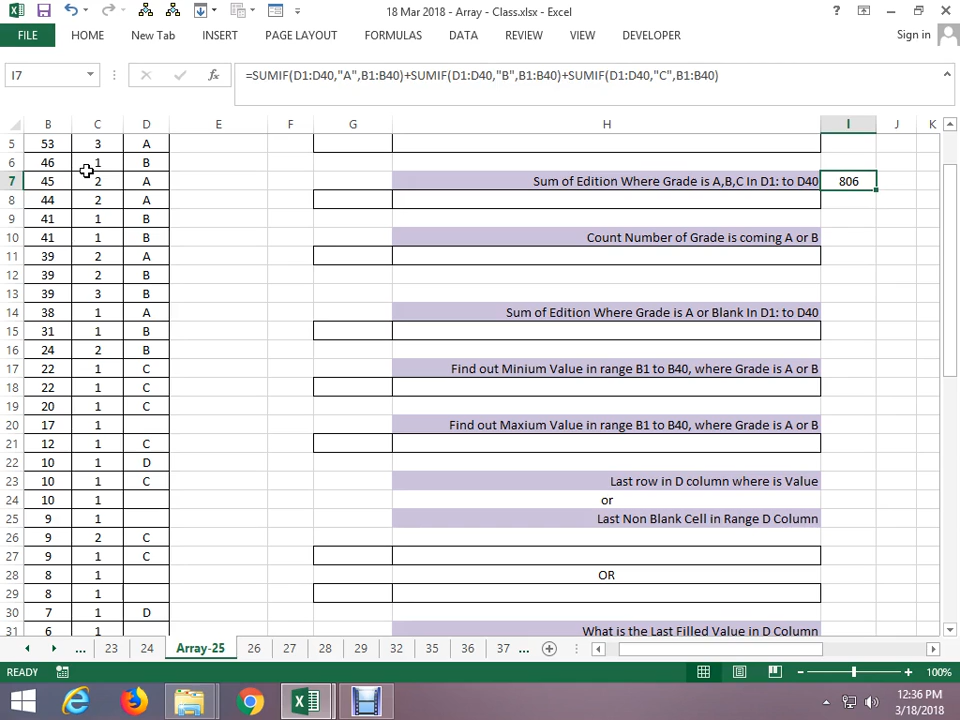 18 Mar 2018 - Array - Class.xlsx - Excel
FILE HOME New Tab INSERT PAGE LAYOUT FORMULAS DATA REVIEW VIEW DEVELOPER Sign in
I7 =SUMIF(D1:D40,"A",B1:B40)+SUMIF(D1:D40,"B",B1:B40)+SUMIF(D1:D40,"C",B1:B40)
B C D E F G H I J K
5 53 3 A
6 46 1 B
7 45 2 A Sum of Edition Where Grade is A,B,C In D1: to D40 806
8 44 2 A
9 41 1 B
10 41 1 B Count Number of Grade is coming A or B
11 39 2 A
12 39 2 B
13 39 3 B
14 38 1 A Sum of Edition Where Grade is A or Blank In D1: to D40
15 31 1 B
16 24 2 B
17 22 1 C Find out Minium Value in range B1 to B40, where Grade is A or B
18 22 1 C
19 20 1 C
20 17 1 Find out Maxium Value in range B1 to B40, where Grade is A or B
21 12 1 C
22 10 1 D
23 10 1 C Last row in D column where is Value
24 10 1 or
25 9 1 Last Non Blank Cell in Range D Column
26 9 2 C
27 9 1 C
28 8 1 OR
29 8 1
30 7 1 D
31 6 1 What is the Last Filled Value in D Column
... 23 24 Array-25 26 27 28 29 32 35 36 37 ...
READY 100%
12:36 PM
3/18/2018